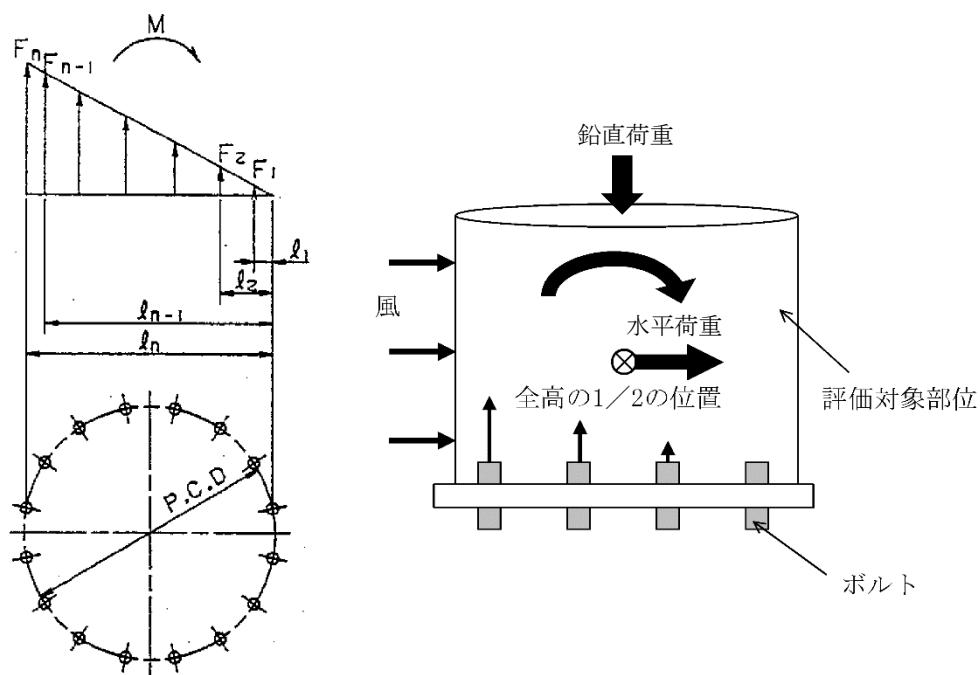 M
Fn
Fn-1
F2
F1
ℓ1
ℓ2
ℓn-1
ℓn
P.C.D
鉛直荷重
風
水平荷重
全高の1/2の位置
評価対象部位
ボルト